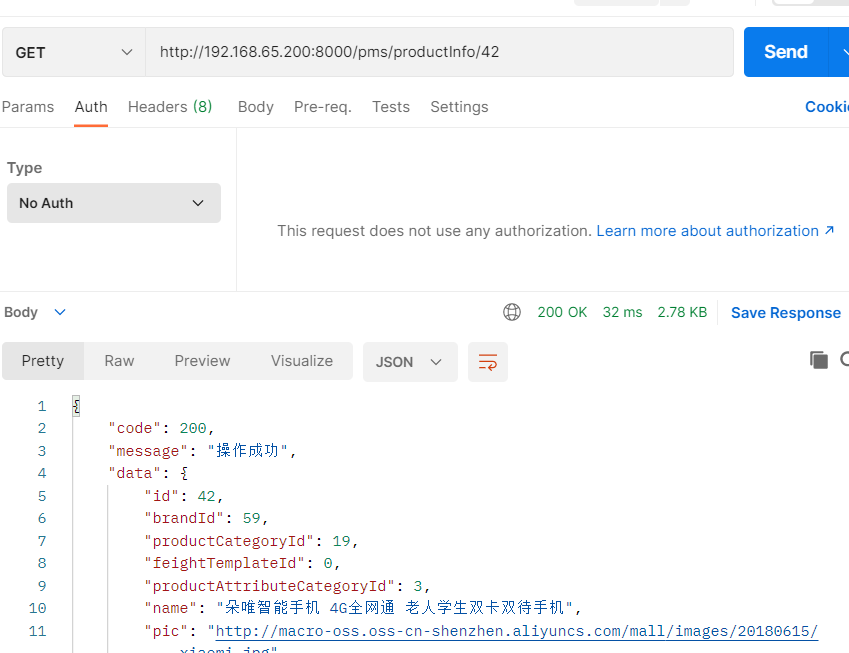 GET http://192.168.65.200:8000/pms/productInfo/42 Send
Params Auth Headers (8) Body Pre-req. Tests Settings Cookie
Type
No Auth
This request does not use any authorization. Learn more about authorization ↗
Body 200 OK 32 ms 2.78 KB Save Response
Pretty Raw Preview Visualize JSON
1 {
2 "code": 200,
3 "message": "操作成功",
4 "data": {
5 "id": 42,
6 "brandId": 59,
7 "productCategoryId": 19,
8 "feightTemplateId": 0,
9 "productAttributeCategoryId": 3,
10 "name": "朵唯智能手机 4G全网通 老人学生双卡双待手机",
11 "pic": "http://macro-oss.oss-cn-shenzhen.aliyuncs.com/mall/images/20180615/
xiaomi.jpg"